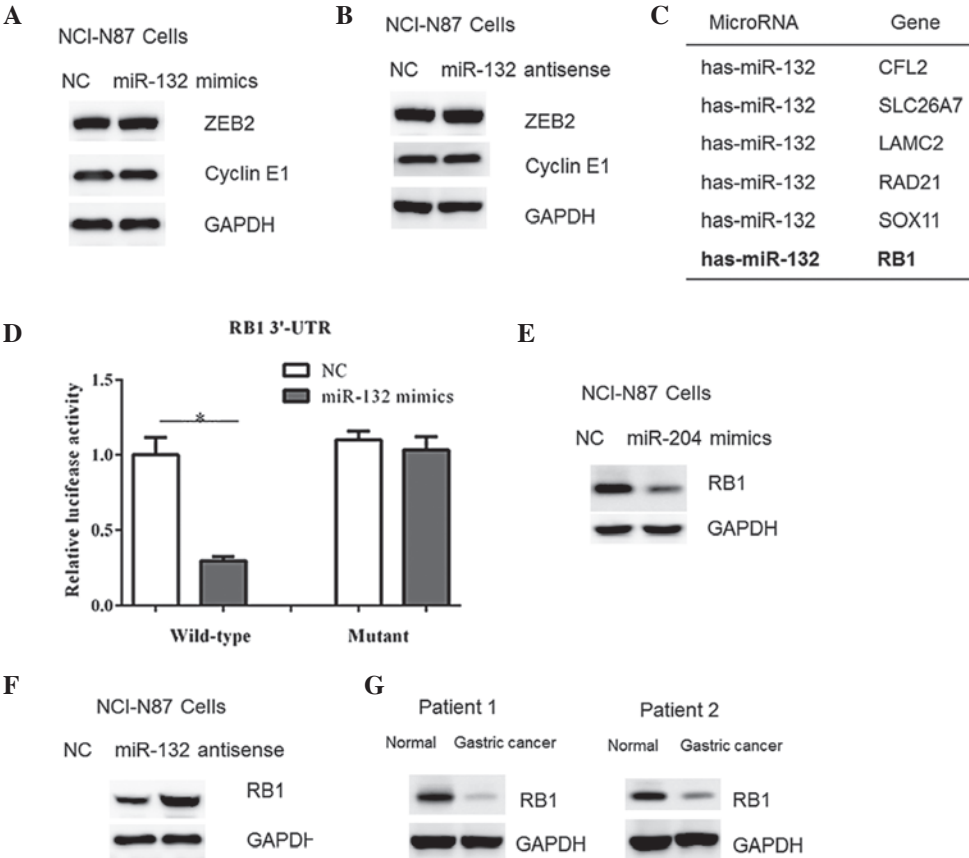 A
NCI-N87 Cells
NC miR-132 mimics
ZEB2
Cyclin E1
GAPDH
B
NCI-N87 Cells
NC miR-132 antisense
ZEB2
Cyclin E1
GAPDH
C
MicroRNA Gene
has-miR-132 CFL2
has-miR-132 SLC26A7
has-miR-132 LAMC2
has-miR-132 RAD21
has-miR-132 SOX11
has-miR-132 RB1
D
RB1 3'-UTR
NC
miR-132 mimics
Relative lucifease activity
1.5
*
1.0
0.5
0.0
Wild-type Mutant
E
NCI-N87 Cells
NC miR-204 mimics
RB1
GAPDH
F
NCI-N87 Cells
NC miR-132 antisense
RB1
GAPDH
G
Patient 1
Normal Gastric cancer
RB1
GAPDH
Patient 2
Normal Gastric cancer
RB1
GAPDH